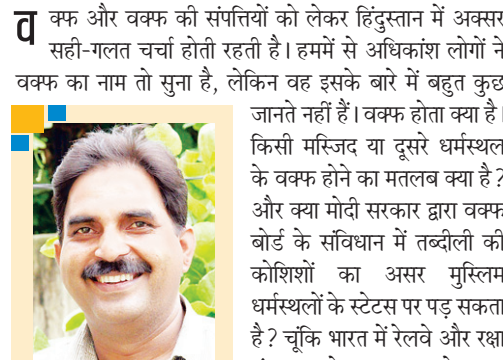 वक्फ और वक्फ की संपत्तियों को लेकर हिंदुस्तान में अक्सर
सही-गलत चर्चा होती रहती है। हममें से अधिकांश लोगों ने
वक्फ का नाम तो सुना है, लेकिन वह इसके बारे में बहुत कुछ
जानते नहीं हैं। वक्फ होता क्या है।
किसी मस्जिद या दूसरे धर्मस्थल
के वक्फ होने का मतलब क्या है?
और क्या मोदी सरकार द्वारा वक्फ
बोर्ड के संविधान में तब्दीली की
कोशिशों का असर मुस्लिम
धर्मस्थलों के स्टेटस पर पड़ सकता
है? चूंकि भारत में रेलवे और रक्षा